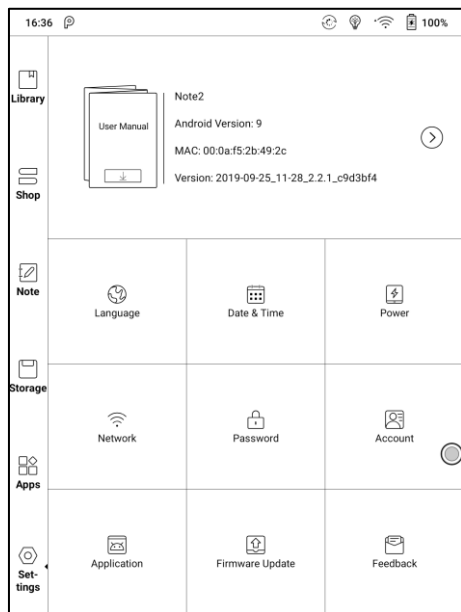 16:36
100%
Library
Shop
Note
Storage
Apps
Set-
tings
User Manual
Note2
Android Version: 9
MAC: 00:0a:f5:2b:49:2c
Version: 2019-09-25_11-28_2.2.1_c9d3bf4
Language
Date & Time
Power
Network
Password
Account
Application
Firmware Update
Feedback